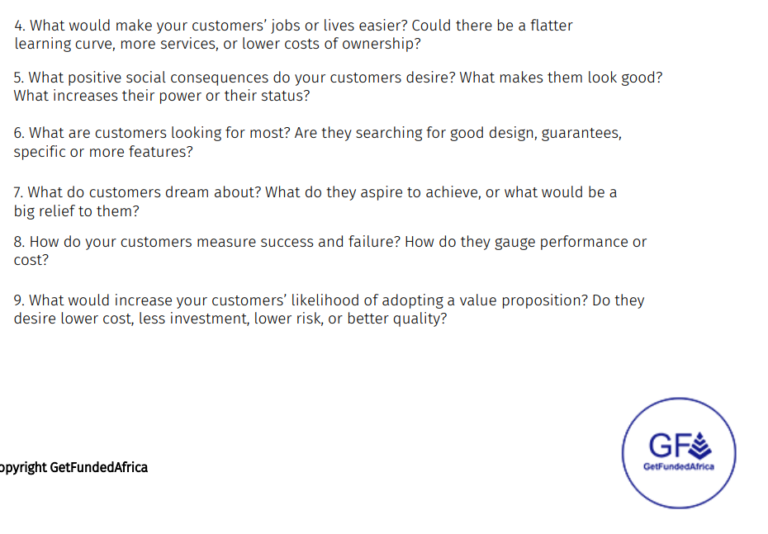 4. What would make your customers’ jobs or lives easier? Could there be a flatter
learning curve, more services, or lower costs of ownership?
5. What positive social consequences do your customers desire? What makes them look good?
What increases their power or their status?
6. What are customers looking for most? Are they searching for good design, guarantees,
specific or more features?
7. What do customers dream about? What do they aspire to achieve, or what would be a
big relief to them?
8. How do your customers measure success and failure? How do they gauge performance or
cost?
9. What would increase your customers’ likelihood of adopting a value proposition? Do they
desire lower cost, less investment, lower risk, or better quality?
GF
GetFundedAfrica
opyright GetFundedAfrica